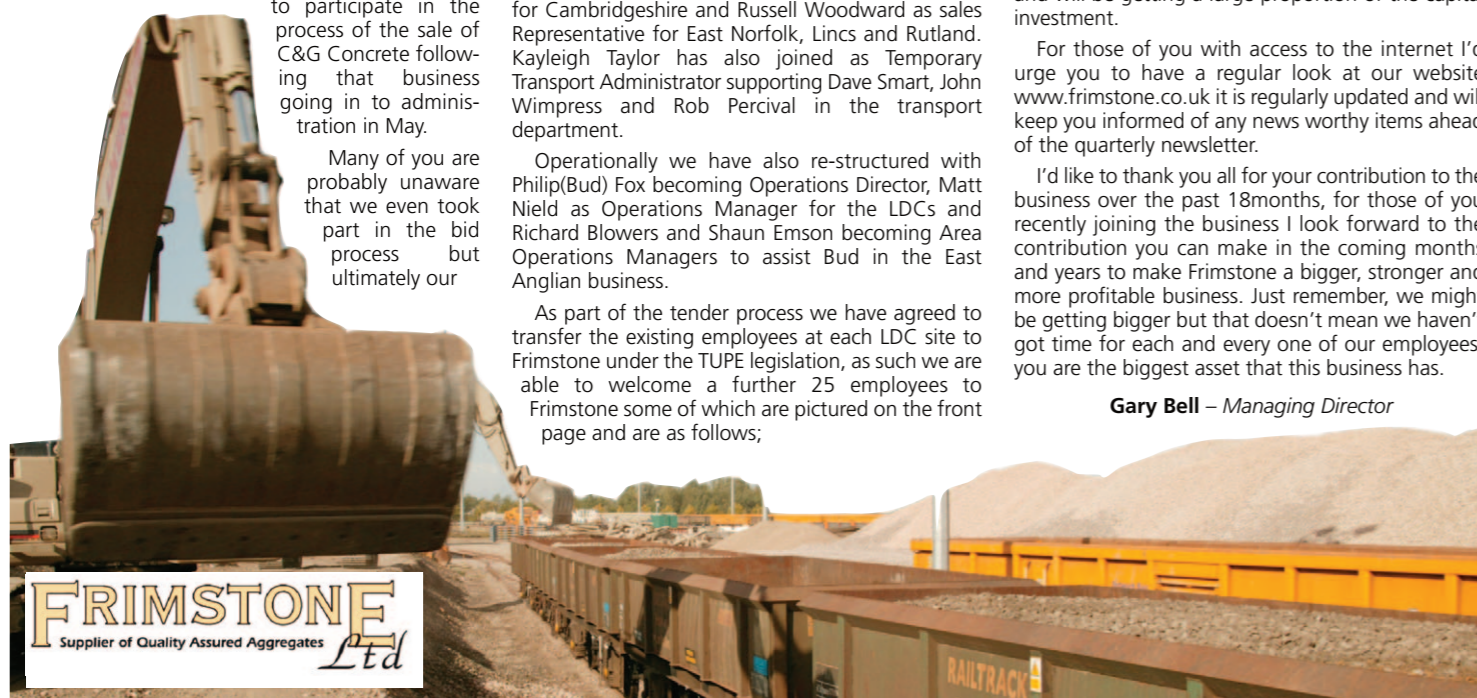 to participate in the
process of the sale of
C&G Concrete follow-
ing that business
going in to adminis-
tration in May.
Many of you are
probably unaware
that we even took
part in the bid
process but
ultimately our
for Cambridgeshire and Russell Woodward as sales
Representative for East Norfolk, Lincs and Rutland.
Kayleigh Taylor has also joined as Temporary
Transport Administrator supporting Dave Smart, John
Wimpress and Rob Percival in the transport
department.
Operationally we have also re-structured with
Philip(Bud) Fox becoming Operations Director, Matt
Nield as Operations Manager for the LDCs and
Richard Blowers and Shaun Emson becoming Area
Operations Managers to assist Bud in the East
Anglian business.
As part of the tender process we have agreed to
transfer the existing employees at each LDC site to
Frimstone under the TUPE legislation, as such we are
able to welcome a further 25 employees to
Frimstone some of which are pictured on the front
page and are as follows;
investment.
For those of you with access to the internet I'd
urge you to have a regular look at our website
www.frimstone.co.uk it is regularly updated and wil
keep you informed of any news worthy items ahead
of the quarterly newsletter.
I'd like to thank you all for your contribution to the
business over the past 18months, for those of you
recently joining the business I look forward to the
contribution you can make in the coming months
and years to make Frimstone a bigger, stronger and
more profitable business. Just remember, we migh
be getting bigger but that doesn't mean we haven'
got time for each and every one of our employees
you are the biggest asset that this business has.
Gary Bell – Managing Director
FRIMSTONE
Supplier of Quality Assured Aggregates
Ltd
RAILTRACK